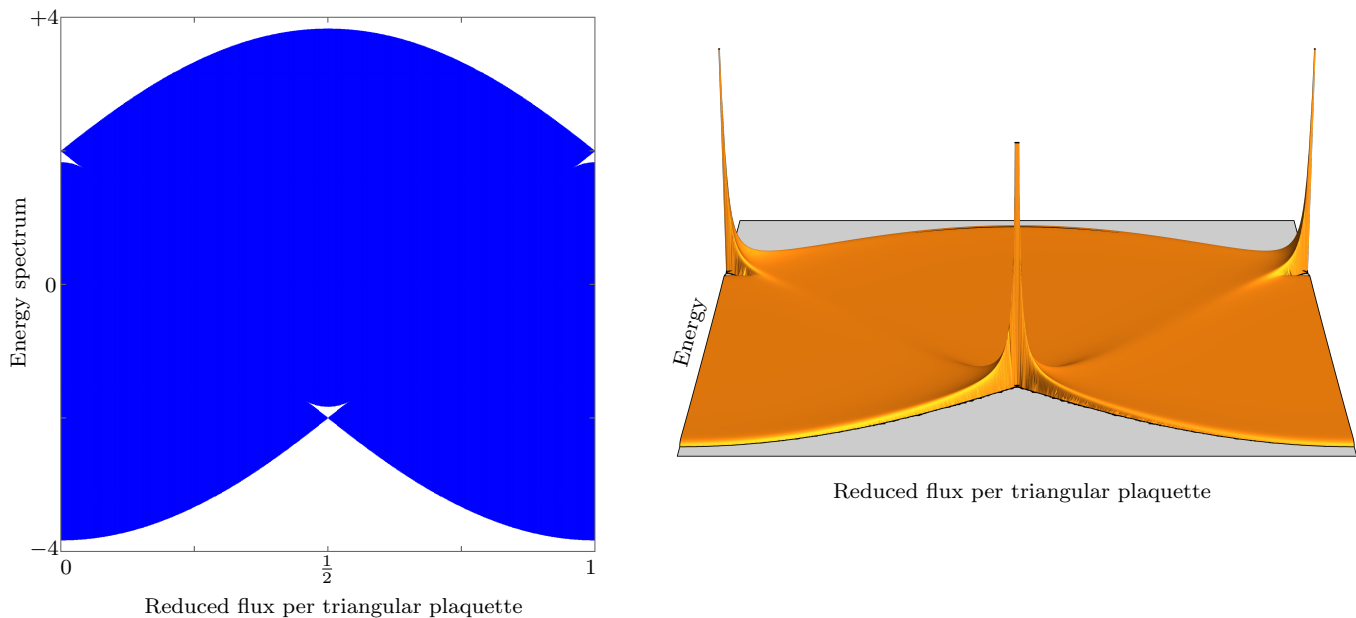 +4
0
−4
Energy spectrum
0
1/2
1
Reduced flux per triangular plaquette
Energy
Reduced flux per triangular plaquette